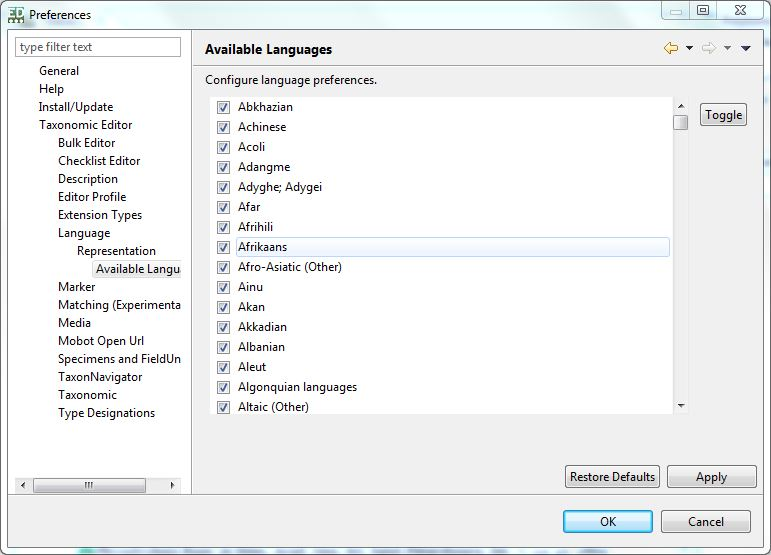 Preferences
type filter text
General
Help
Install/Update
Taxonomic Editor
Bulk Editor
Checklist Editor
Description
Editor Profile
Extension Types
Language
Representation
Available Langua
Marker
Matching (Experimenta
Media
Mobot Open Url
Specimens and FieldUn
TaxonNavigator
Taxonomic
Type Designations
Available Languages
Configure language preferences.
Abkhazian
Achinese
Acoli
Adangme
Adyghe; Adygei
Afar
Afrihili
Afrikaans
Afro-Asiatic (Other)
Ainu
Akan
Akkadian
Albanian
Aleut
Algonquian languages
Altaic (Other)
Toggle
Restore Defaults
Apply
OK
Cancel